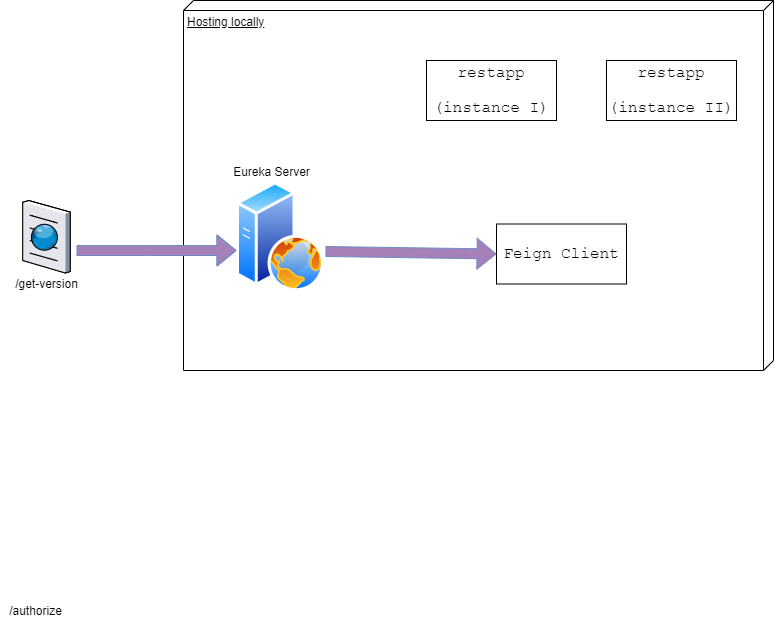 Hosting locally
restapp
(instance I)
restapp
(instance II)
Eureka Server
/get-version
Feign Client
/authorize